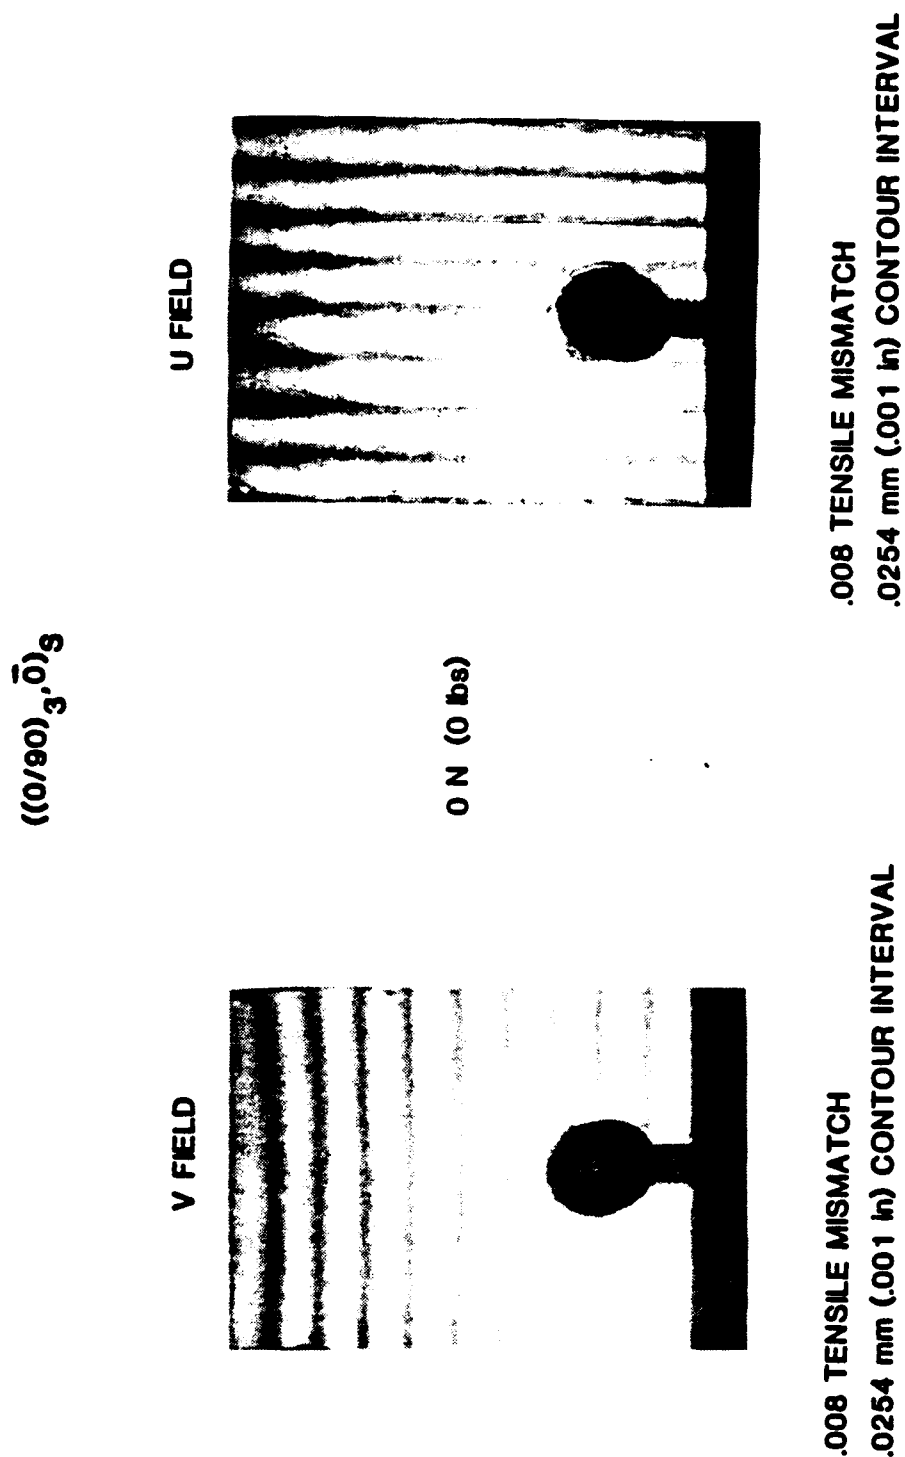 ((0/90)3,0̅)S
V FIELD
U FIELD
0 N (0 lbs)
.008 TENSILE MISMATCH
.0254 mm (.001 in) CONTOUR INTERVAL
.008 TENSILE MISMATCH
.0254 mm (.001 in) CONTOUR INTERVAL